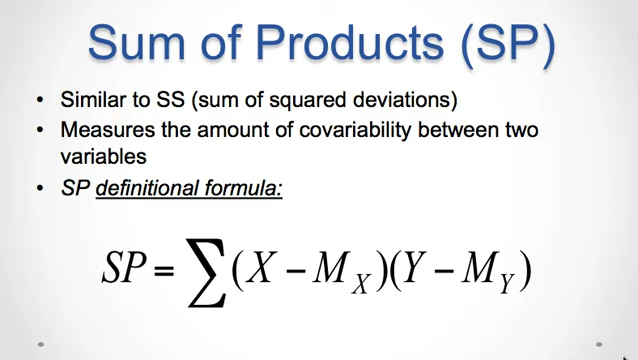 Sum of Products (SP)
• Similar to SS (sum of squared deviations)
• Measures the amount of covariability between two
variables
• SP definitional formula:
SP = ∑(X − M_X)(Y − M_Y)